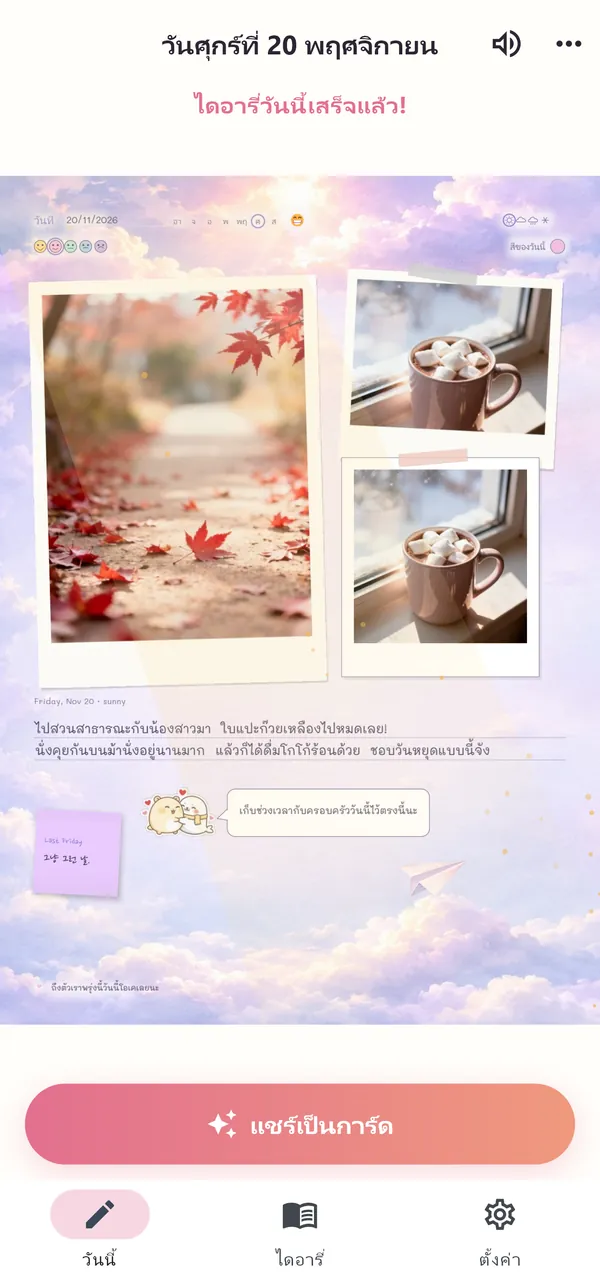 วันศุกร์ที่ 20 พฤศจิกายน
ไดอารี่วันนี้เสร็จแล้ว!
วันที่ 20/11/2026 อา จ อ พ พฤ ศ ส
สีของวันนี้
Friday, Nov 20 · sunny
ไปสวนสาธารณะกับน้องสาวมา ใบแปะก๊วยเหลืองไปหมดเลย!
นั่งคุยกันบนม้านั่งอยู่นานมาก แล้วก็ได้ดื่มโกโก้ร้อนด้วย ชอบวันหยุดแบบนี้จัง
เก็บช่วงเวลากับครอบครัววันนี้ไว้ตรงนี้นะ
Last Friday
그냥 그런 날.
ถึงตัวเราพรุ่งนี้วันนี้โอเคเลยนะ
แชร์เป็นการ์ด
วันนี้
ไดอารี่
ตั้งค่า